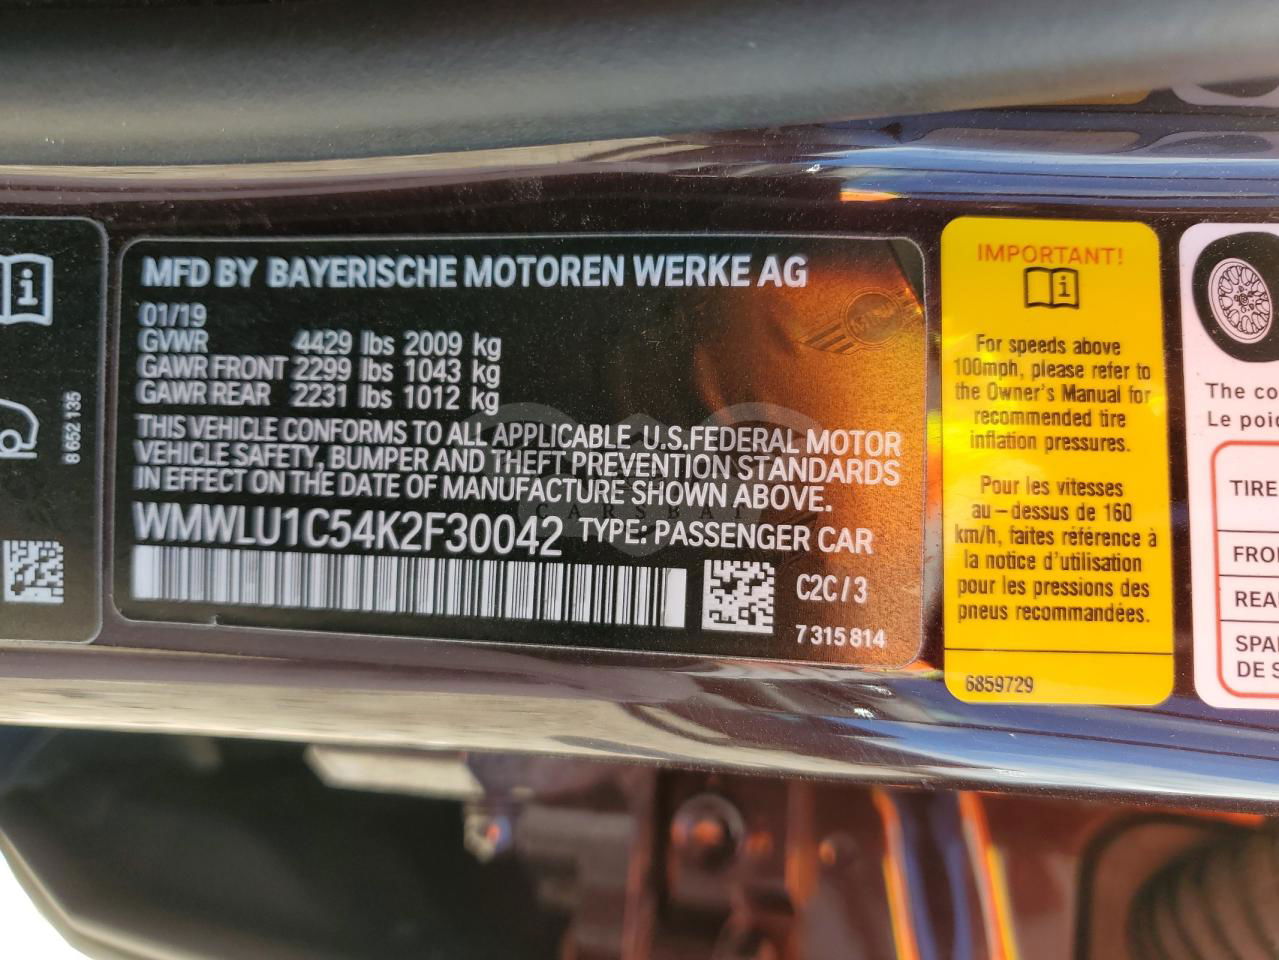 MFD BY BAYERISCHE MOTOREN WERKE AG
01/19
GVWR 4429 lbs 2009 kg
GAWR FRONT 2299 lbs 1043 kg
GAWR REAR 2231 lbs 1012 kg
THIS VEHICLE CONFORMS TO ALL APPLICABLE U.S.FEDERAL MOTOR
VEHICLE SAFETY, BUMPER AND THEFT PREVENTION STANDARDS
IN EFFECT ON THE DATE OF MANUFACTURE SHOWN ABOVE.
WMWLU1C54K2F30042 TYPE: PASSENGER CAR
C2C/3
7 315 814
8 652 135
IMPORTANT!
For speeds above
100mph, please refer to
the Owner's Manual for
recommended tire
inflation pressures.
Pour les vitesses
au-dessus de 160
km/h, faites référence à
la notice d'utilisation
pour les pressions des
pneus recommandées.
6859729
The co
Le poid
TIRE
FRO
REA
SPA
DE S